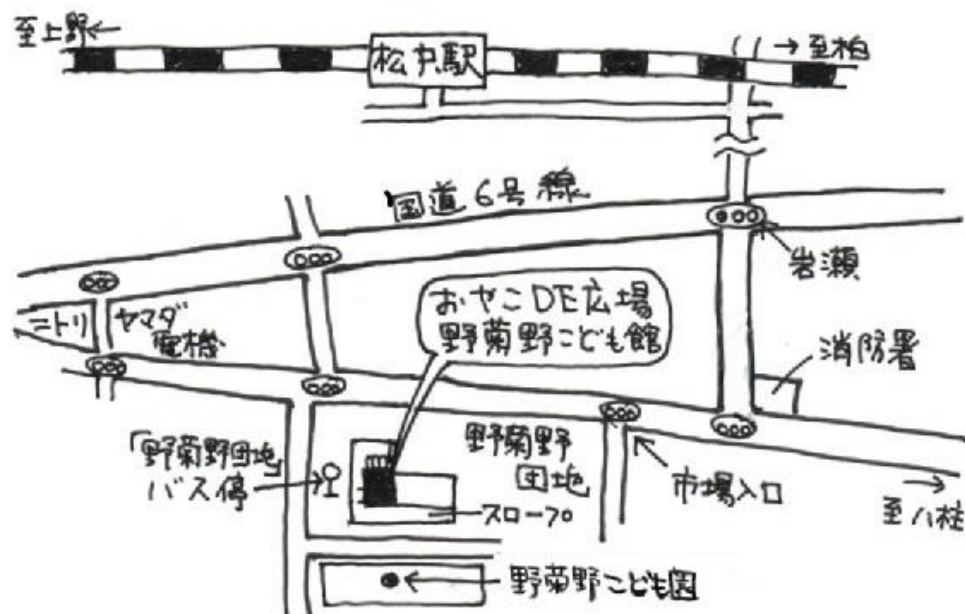 至上野←
松戸駅
→至柏
国道6号線
岩瀬
ニトリ
ヤマダ
電機
おやこDE広場
野菊野こども館
消防署
「野菊野団地」
バス停
野菊野
団地
市場入口
至八柱
スロープ
野菊野こども園